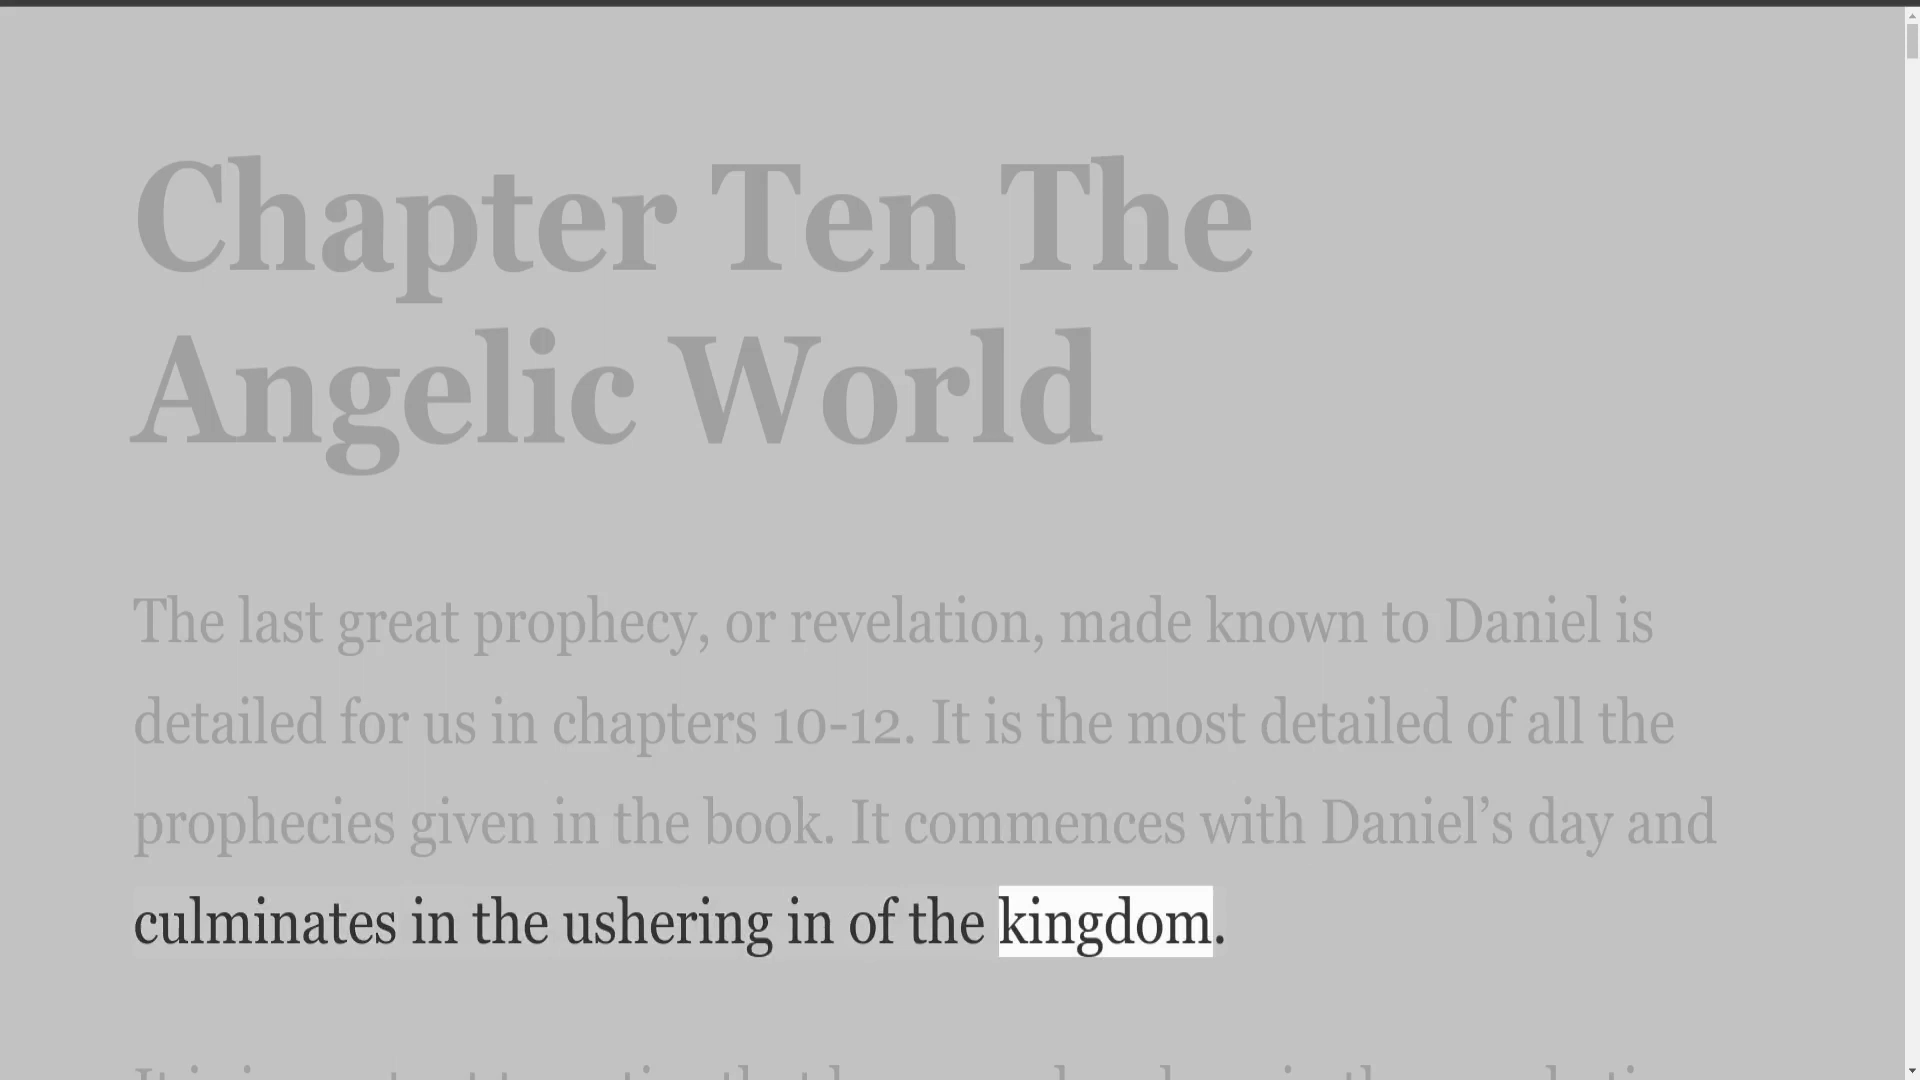 Chapter Ten The
Angelic World
The last great prophecy, or revelation, made known to Daniel is
detailed for us in chapters 10-12. It is the most detailed of all the
prophecies given in the book. It commences with Daniel’s day and
culminates in the ushering in of the kingdom.